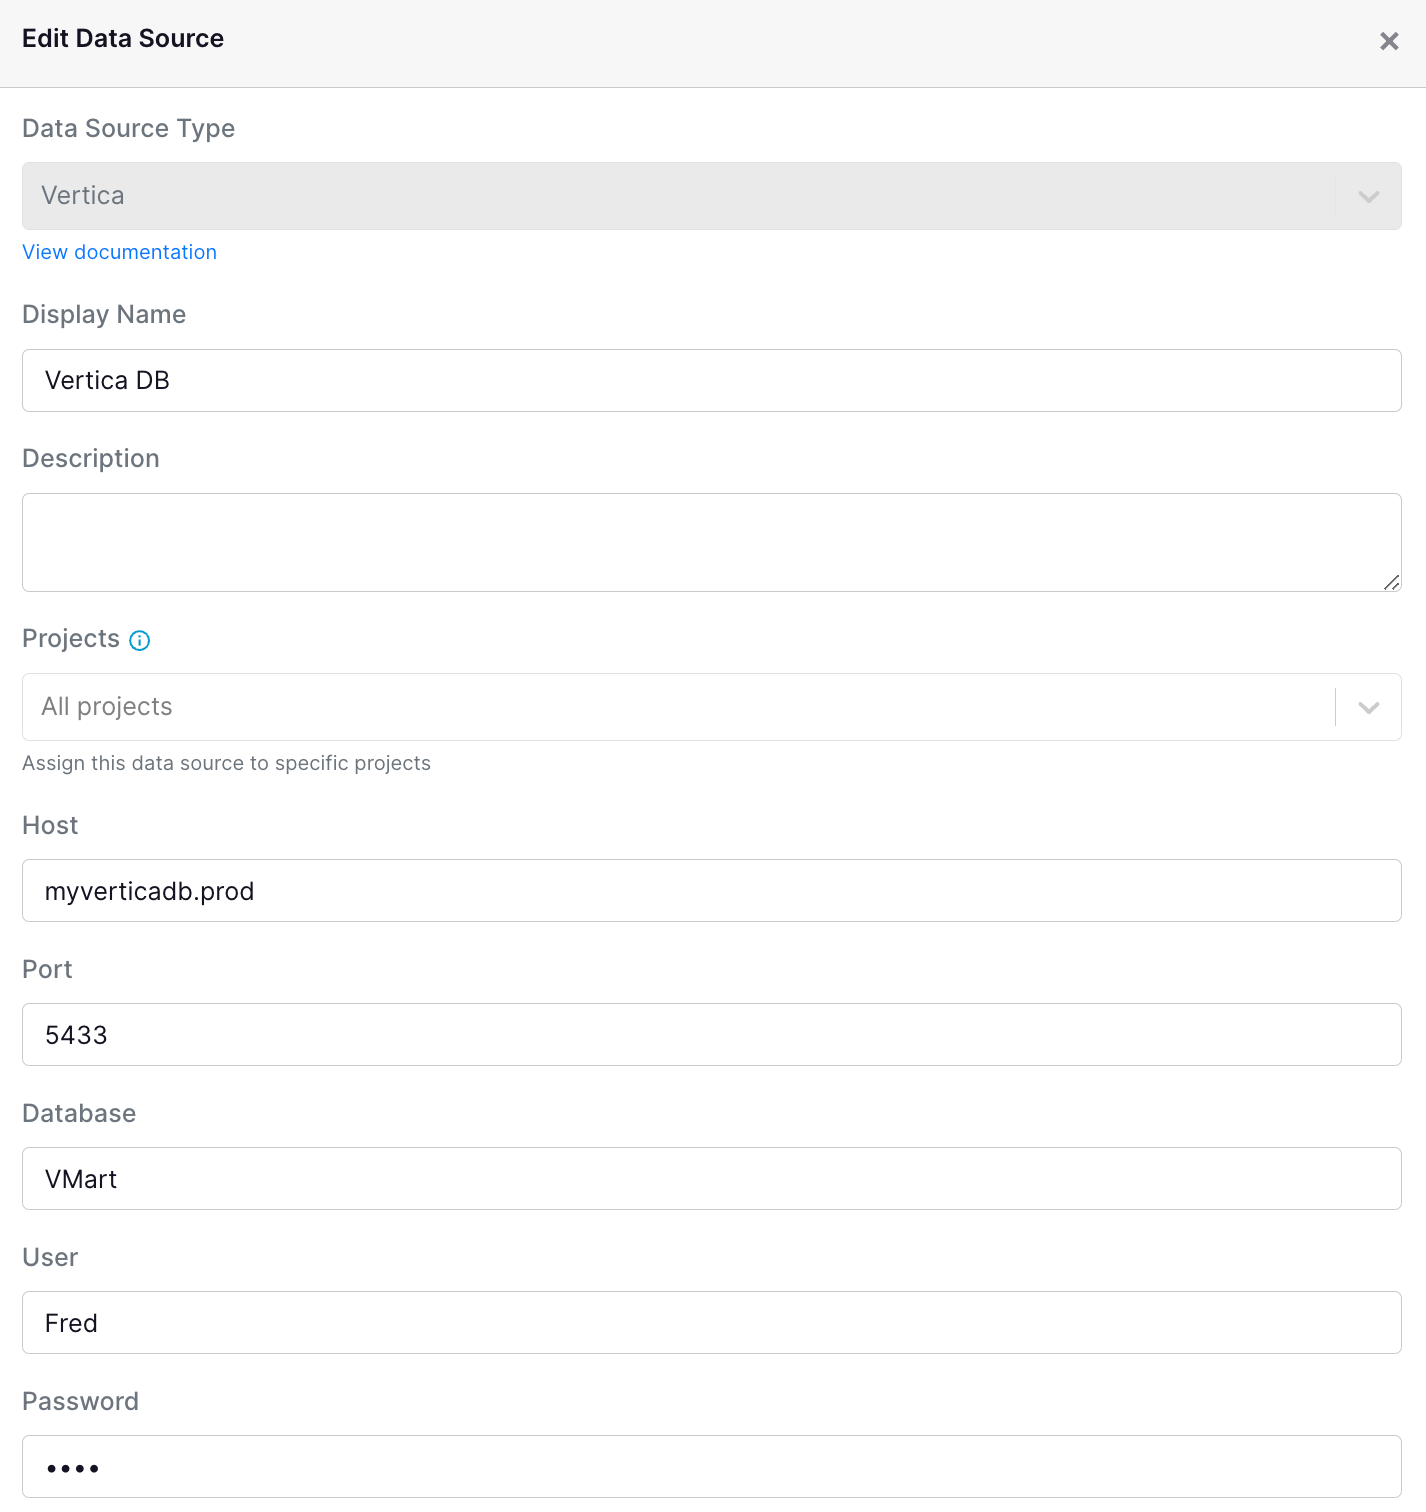 Edit Data Source
Data Source Type
Vertica
View documentation
Display Name
Vertica DB
Description
Projects
All projects
Assign this data source to specific projects
Host
myverticadb.prod
Port
5433
Database
VMart
User
Fred
Password
••••